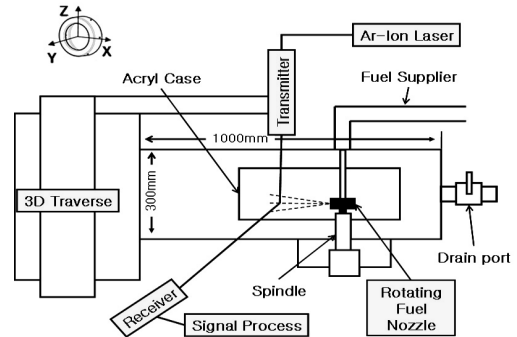 Z
Y
X
Ar-Ion Laser
Acryl Case
Transmitter
Fuel Supplier
1000mm
300mm
3D Traverse
Drain port
Spindle
Rotating
Fuel
Nozzle
Receiver
Signal Process